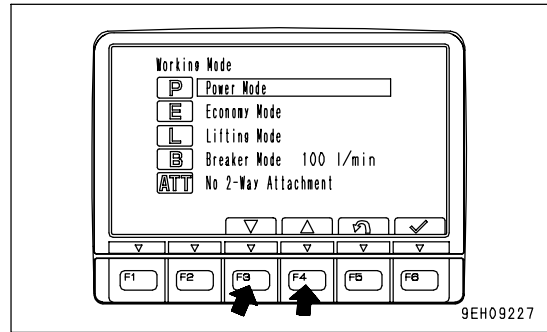 Working Mode
P Power Mode
E Economy Mode
L Lifting Mode
B Breaker Mode 100 l/min
ATT No 2-Way Attachment
F1 F2 F3 F4 F5 F6
9EH09227